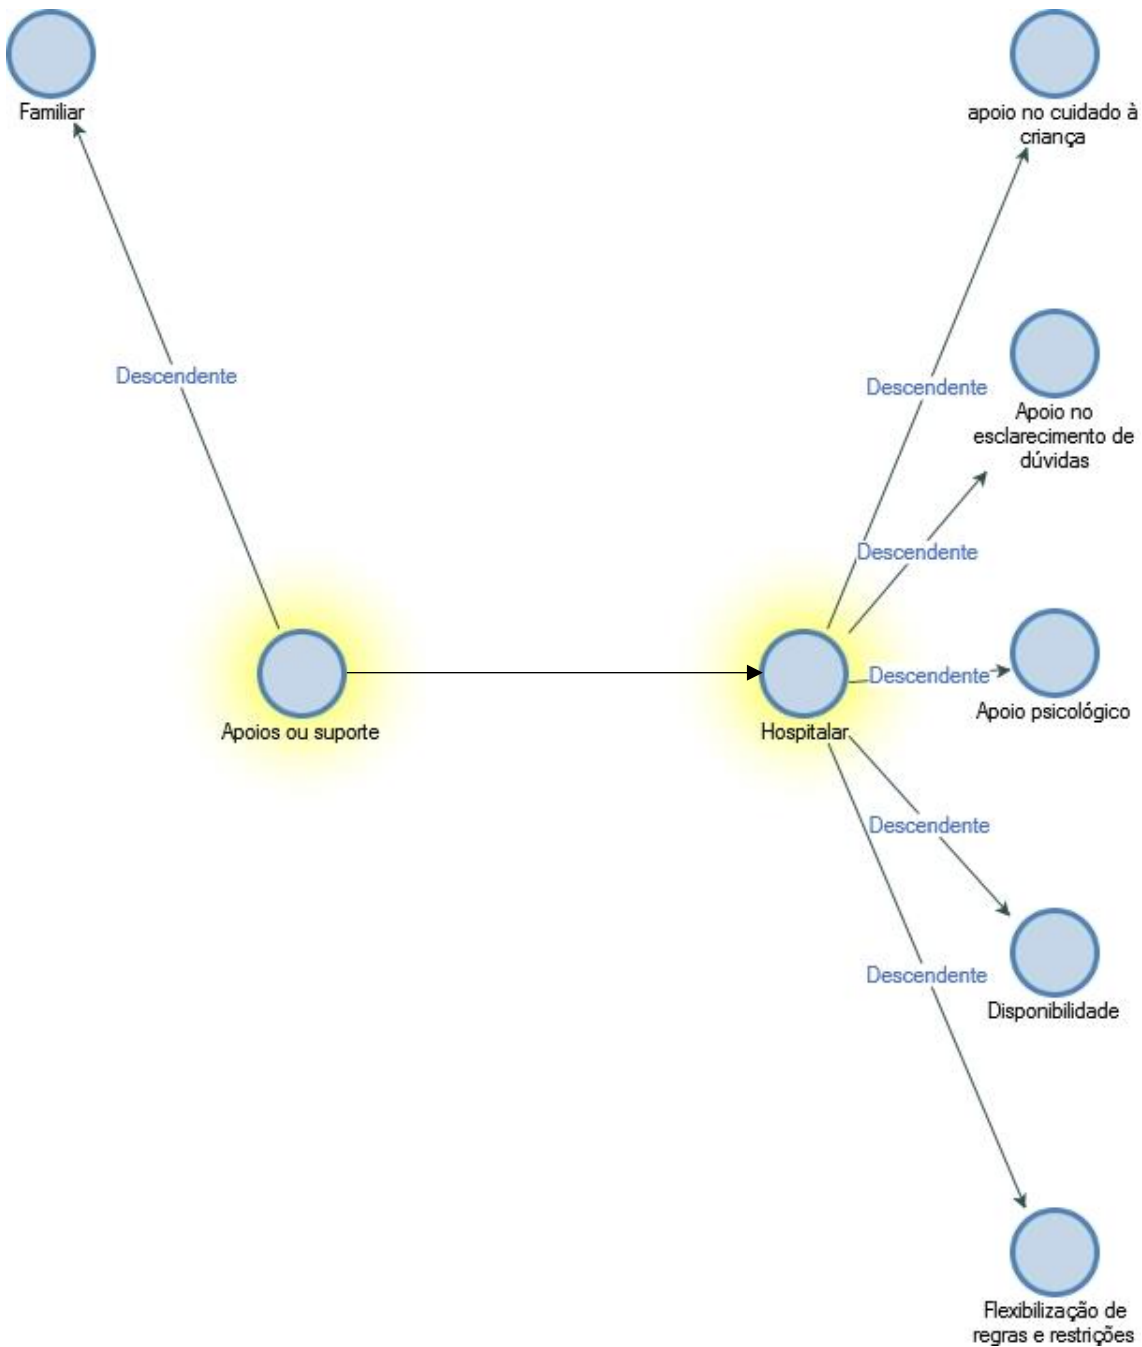 Familiar
apoio no cuidado à
criança
Descendente
Descendente
Apoio no
esclarecimento de
dúvidas
Descendente
Descendente
Apoio psicológico
Apoios ou suporte
Hospitalar
Descendente
Descendente
Disponibilidade
Flexibilização de
regras e restrições